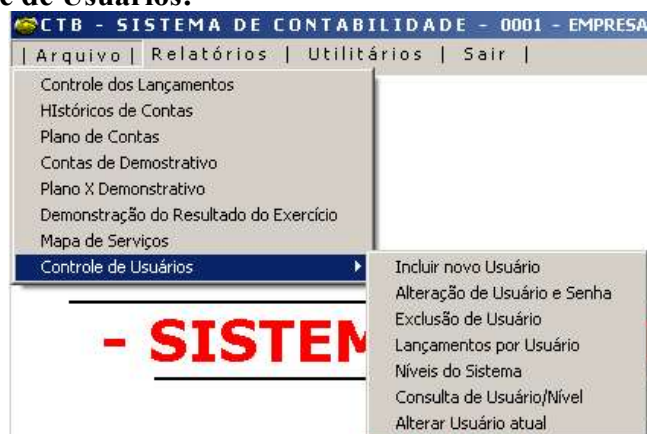 e de Usuários:
CTB - SISTEMA DE CONTABILIDADE - 0001 - EMPRESA
| Arquivo | Relatórios | Utilitários | Sair |
Controle dos Lançamentos
HIstóricos de Contas
Plano de Contas
Contas de Demostrativo
Plano X Demonstrativo
Demonstração do Resultado do Exercício
Mapa de Serviços
Controle de Usuários
Incluir novo Usuário
Alteração de Usuário e Senha
Exclusão de Usuário
Lançamentos por Usuário
Níveis do Sistema
Consulta de Usuário/Nível
Alterar Usuário atual
- SISTEM